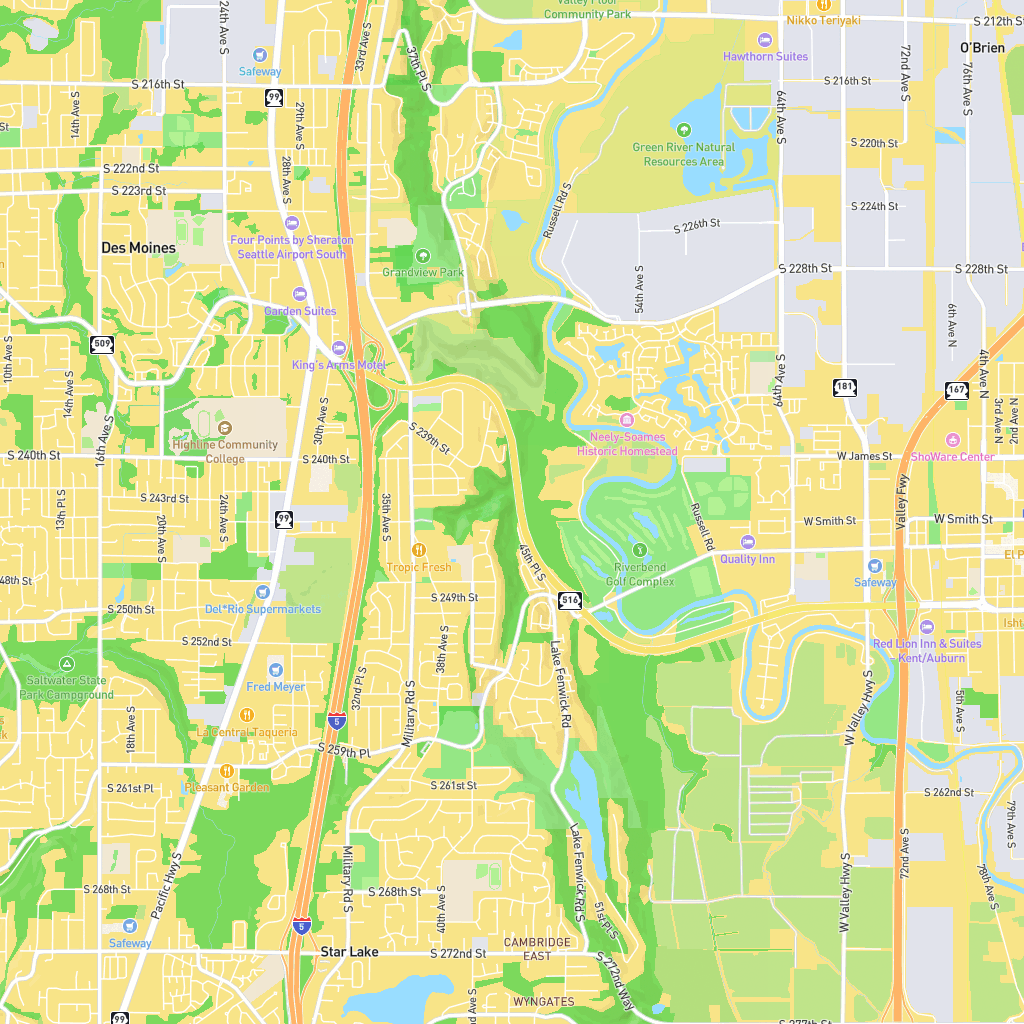 24th Ave S
33rd Ave S
37th Pl S
Valley Floor
Community Park
Nikko Teriyaki
S 212th St
O'Brien
Hawthorn Suites
72nd Ave S
76th Ave S
Safeway
S 216th St
S 216th St
99
14th Ave S
29th Ave S
64th Ave S
Green River Natural
Resources Area
S 220th St
S 222nd St
28th Ave S
S 223rd St
Russell Rd S
S 224th St
S 226th St
Des Moines
Four Points by Sheraton
Seattle Airport South
Grandview Park
S 228th St
S 228th St
54th Ave S
Garden Suites
6th Ave N
509
King's Arms Motel
10th Ave S
14th Ave S
64th Ave S
4th Ave N
181
167
3rd Ave N
2nd Ave N
16th Ave S
30th Ave S
Highline Community
College
S 239th St
Neely-Soames
Historic Homestead
ShoWare Center
S 240th St
S 240th St
W James St
13th Pl S
S 243rd St
24th Ave S
20th Ave S
99
35th Ave S
Russell Rd
Valley Fwy
W Smith St
W Smith St
Tropic Fresh
45th Pl S
Riverbend
Golf Complex
Quality Inn
El P
48th St
Safeway
Del*Rio Supermarkets
S 249th St
516
S 250th St
Isht
S 252nd St
38th Ave S
Lake Fenwick Rd
Red Lion Inn & Suites
- Kent/Auburn
Saltwater State
Park Campground
Fred Meyer
32nd Pl S
Military Rd S
W Valley Hwy S
5th Ave S
18th Ave S
La Central Taqueria
5
S 259th Pl
Pleasant Garden
S 261st Pl
S 261st St
S 262nd St
79th Ave S
Military Rd S
Lake Fenwick Rd S
72nd Ave S
78th Ave S
Pacific Hwy S
S 268th St
S 268th St
40th Ave S
51st Pl S
W Valley Hwy S
Safeway
5
Star Lake
S 272nd St
CAMBRIDGE
EAST
S 272nd Way
WYNGATES
99
S 277th St